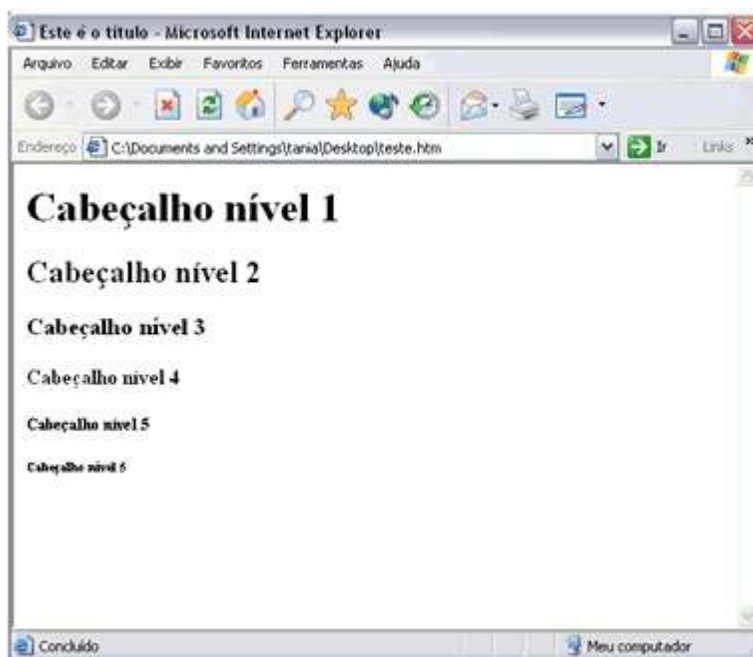 Este é o título - Microsoft Internet Explorer
Arquivo Editar Exibir Favoritos Ferramentas Ajuda
Endereço C:\Documents and Settings\tania\Desktop\teste.htm Ir Links »
Cabeçalho nível 1
Cabeçalho nível 2
Cabeçalho nível 3
Cabeçalho nível 4
Cabeçalho nível 5
Cabeçalho nível 6
Concluído Meu computador